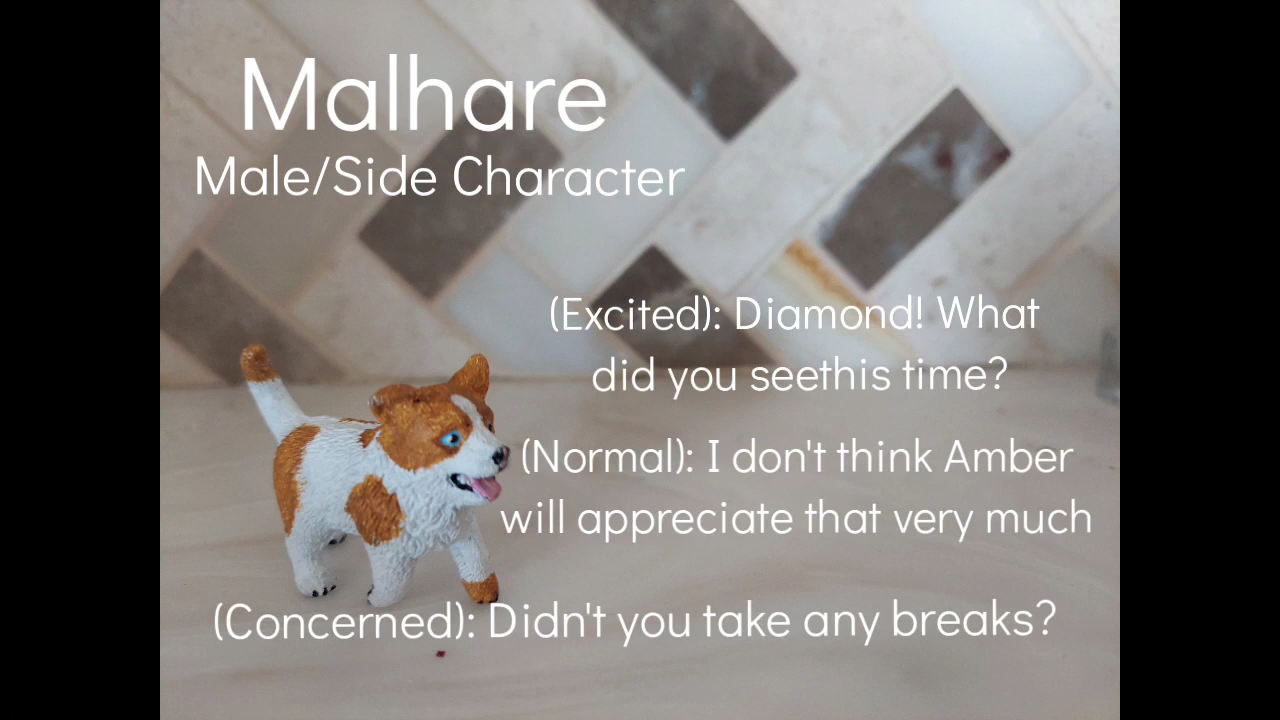 Malhare
Male/Side Character
(Excited): Diamond! What
did you seethis time?
(Normal): I don't think Amber
will appreciate that very much
(Concerned): Didn't you take any breaks?